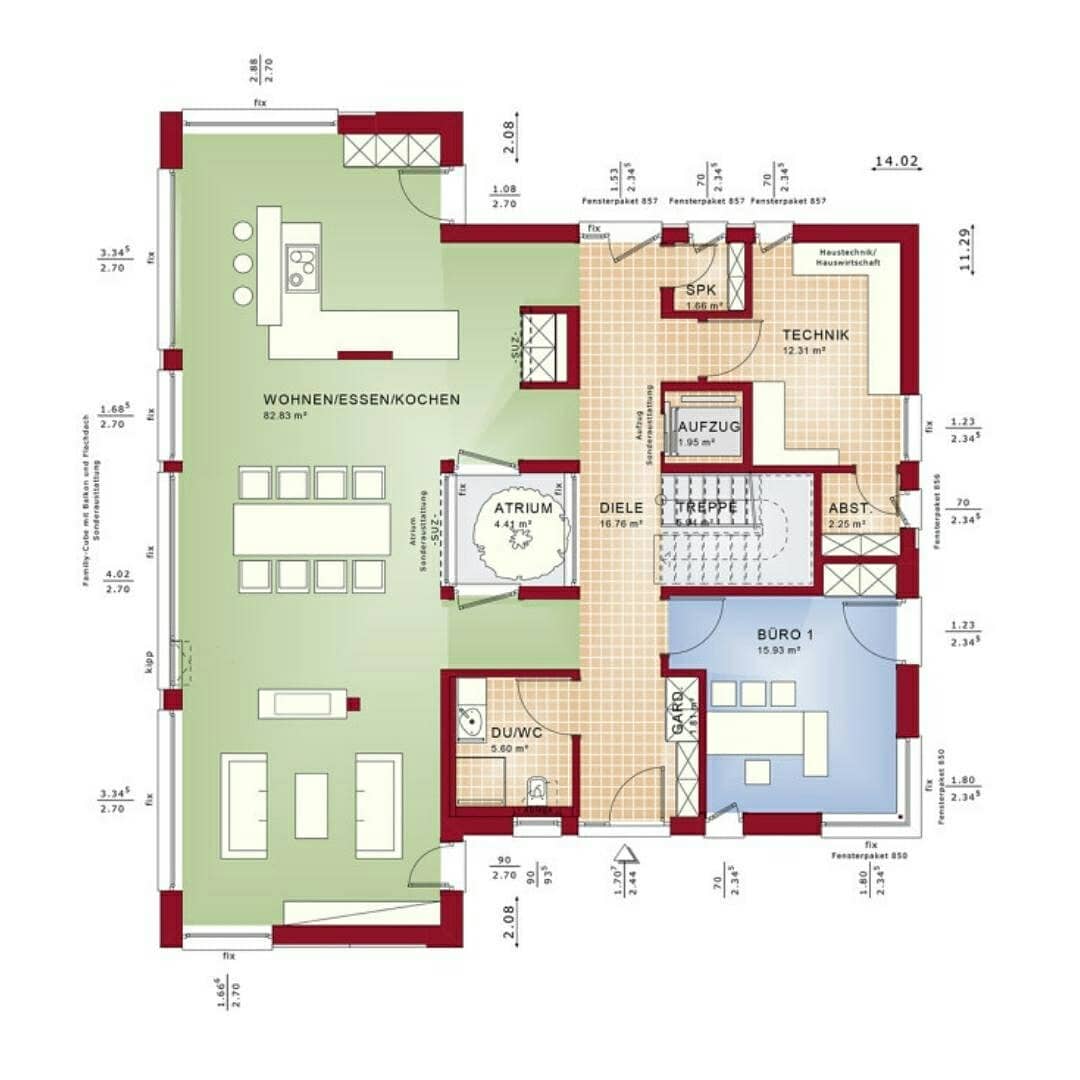 2.88
2.70
fix
2.08
1.08
2.70
1.53
2.34⁵
Fensterpaket 857
70
2.34⁵
Fensterpaket 857
70
2.34⁵
Fensterpaket 857
14.02
11.29
fix
3.34⁵
2.70
fix
Haustechnik/
Hauswirtschaft
SPK
1.66 m²
TECHNIK
12.31 m²
-SUZ-
WOHNEN/ESSEN/KOCHEN
82.83 m²
1.68⁵
2.70
fix
Family-Cube mit Balkon und Flachdach
Sonderausstattung
Aufzug
Sonderausstattung
AUFZUG
1.95 m²
fix
1.23
2.34⁵
Atrium
Sonderausstattung
-SUZ-
fix
fix
ATRIUM
4.41 m²
DIELE
16.76 m²
TREPPE
ABST.
2.25 m²
70
2.34⁵
Fensterpaket 856
fix
4.02
2.70
kipp
BÜRO 1
15.93 m²
1.23
2.34⁵
DU/WC
5.60 m²
GARD.
fix
3.34⁵
2.70
fix
1.80
2.34⁵
Fensterpaket 850
90
2.70
90
93⁵
1.70⁷
2.44
70
2.34⁵
fix
Fensterpaket 850
1.80
2.34⁵
2.08
fix
1.66⁶
2.70